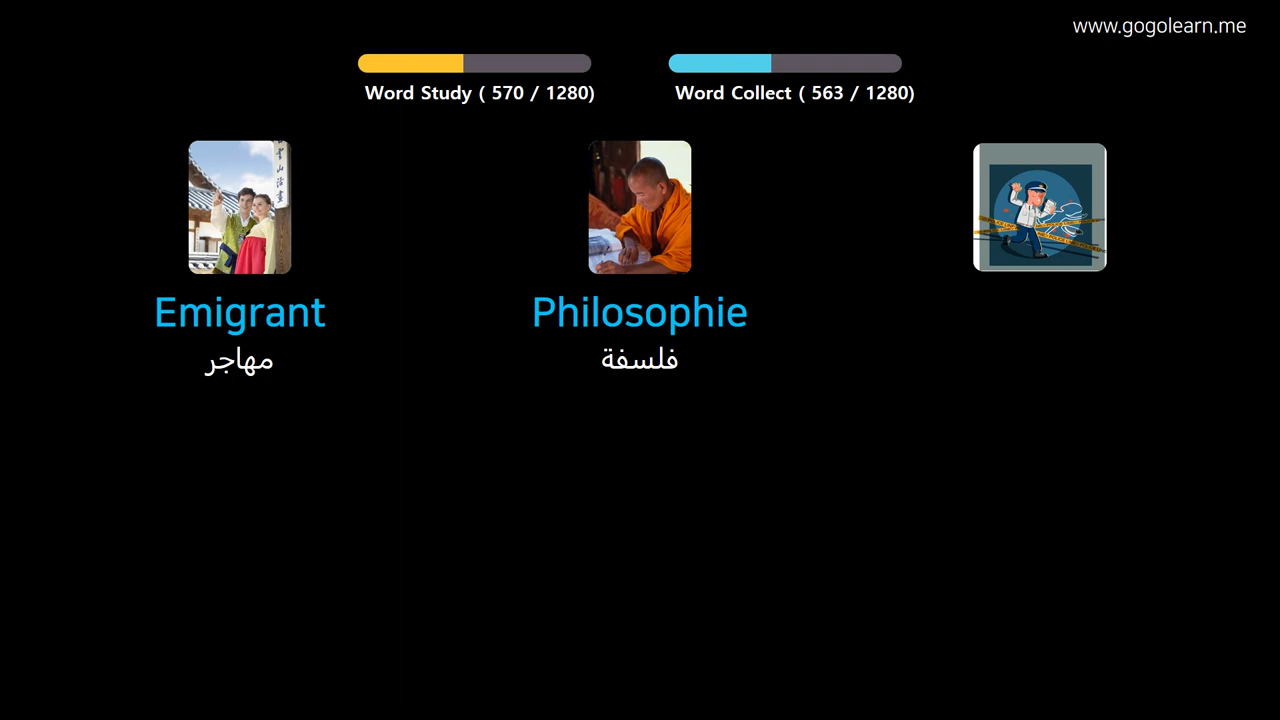 www.gogolearn.me
Word Study ( 570 / 1280)
Word Collect ( 563 / 1280)
Emigrant
مهاجر
Philosophie
فلسفة